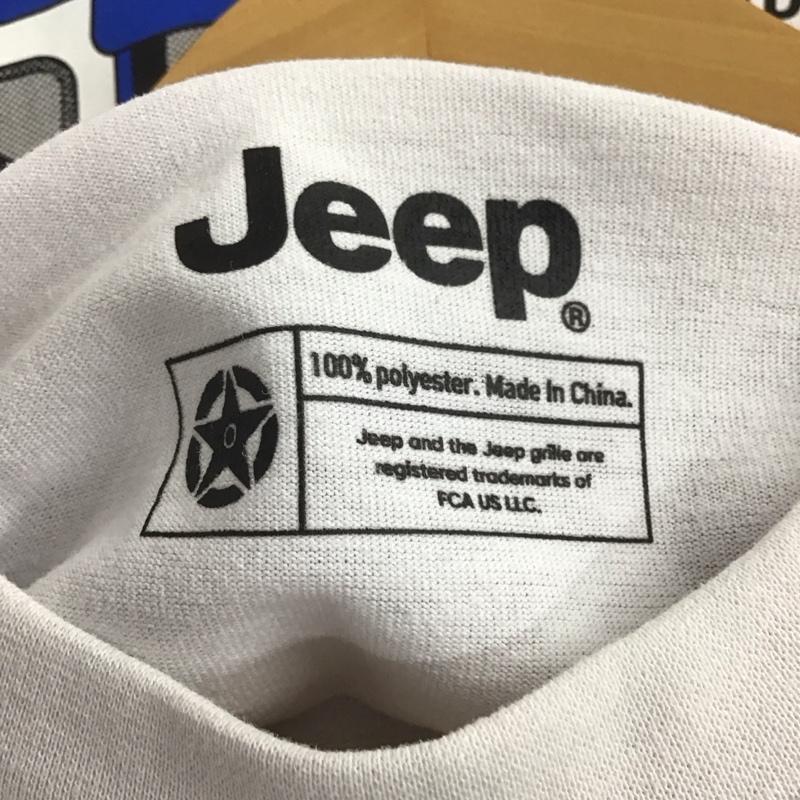 Jeep®
100% polyester. Made In China.
Jeep and the Jeep grille are
registered trademarks of
FCA US LLC.